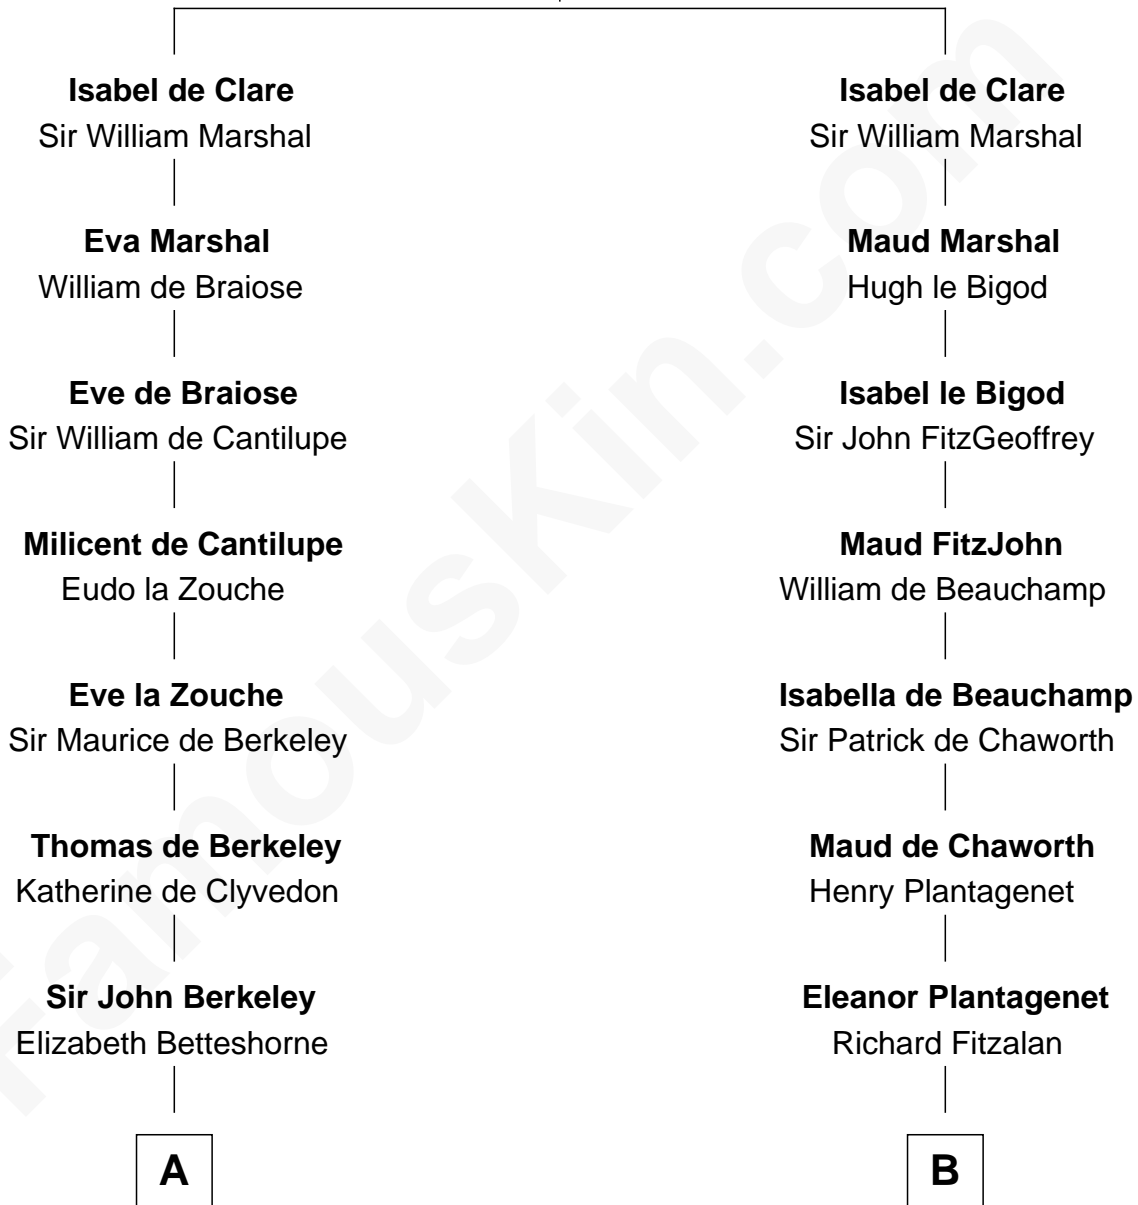 Isabel de Clare
Sir William Marshal
Eva Marshal
William de Braiose
Eve de Braiose
Sir William de Cantilupe
Milicent de Cantilupe
Eudo la Zouche
Eve la Zouche
Sir Maurice de Berkeley
Thomas de Berkeley
Katherine de Clyvedon
Sir John Berkeley
Elizabeth Betteshorne
A
Isabel de Clare
Sir William Marshal
Maud Marshal
Hugh le Bigod
Isabel le Bigod
Sir John FitzGeoffrey
Maud FitzJohn
William de Beauchamp
Isabella de Beauchamp
Sir Patrick de Chaworth
Maud de Chaworth
Henry Plantagenet
Eleanor Plantagenet
Richard Fitzalan
B
FamousKin.com